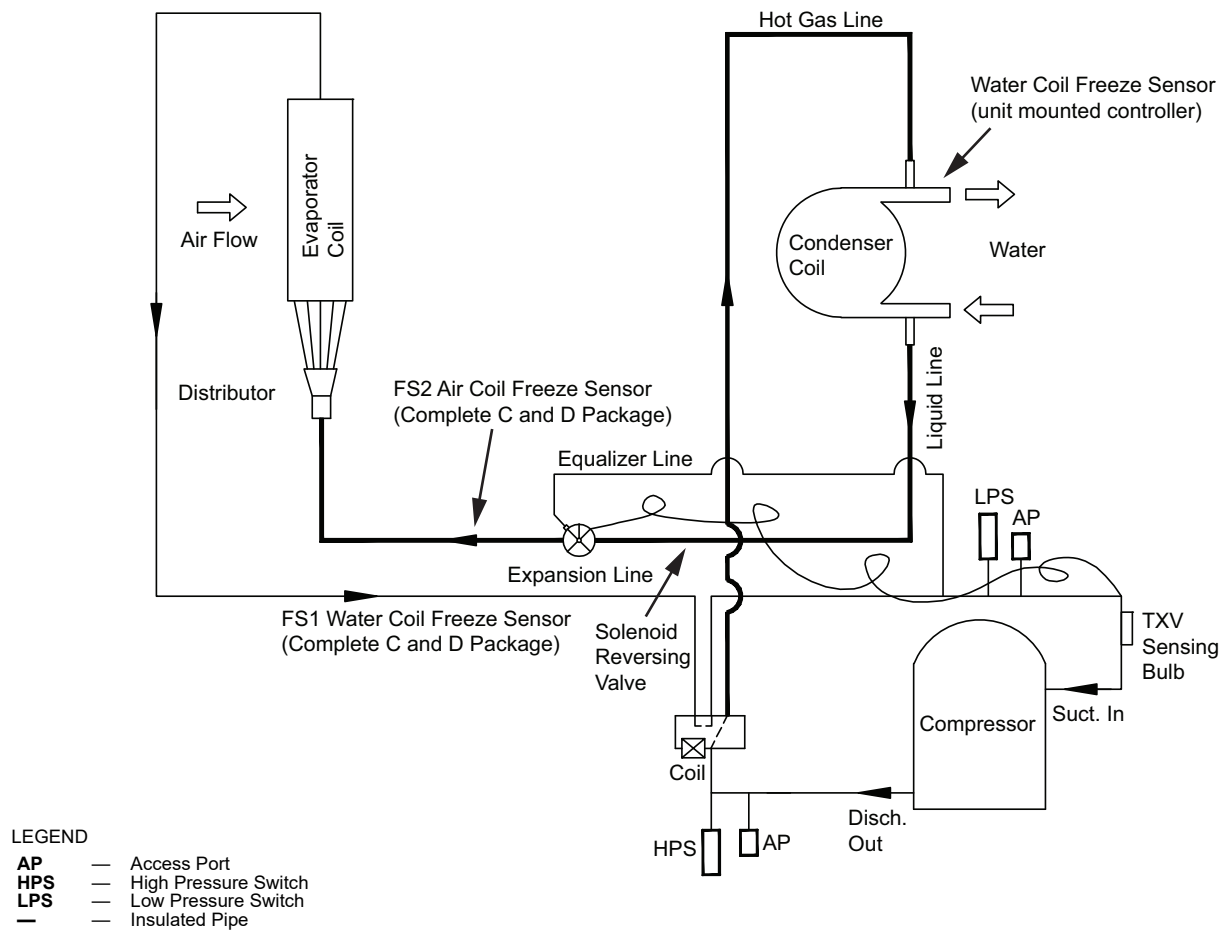 Hot Gas Line
Water Coil Freeze Sensor
(unit mounted controller)
Evaporator
Coil
Air Flow
Condenser
Coil
Water
Distributor
FS2 Air Coil Freeze Sensor
(Complete C and D Package)
Liquid Line
Equalizer Line
LPS
AP
Expansion Line
FS1 Water Coil Freeze Sensor
(Complete C and D Package)
Solenoid
Reversing
Valve
TXV
Sensing
Bulb
Compressor
Suct. In
Coil
Disch.
Out
HPS
AP
LEGEND
AP — Access Port
HPS — High Pressure Switch
LPS — Low Pressure Switch
— — Insulated Pipe